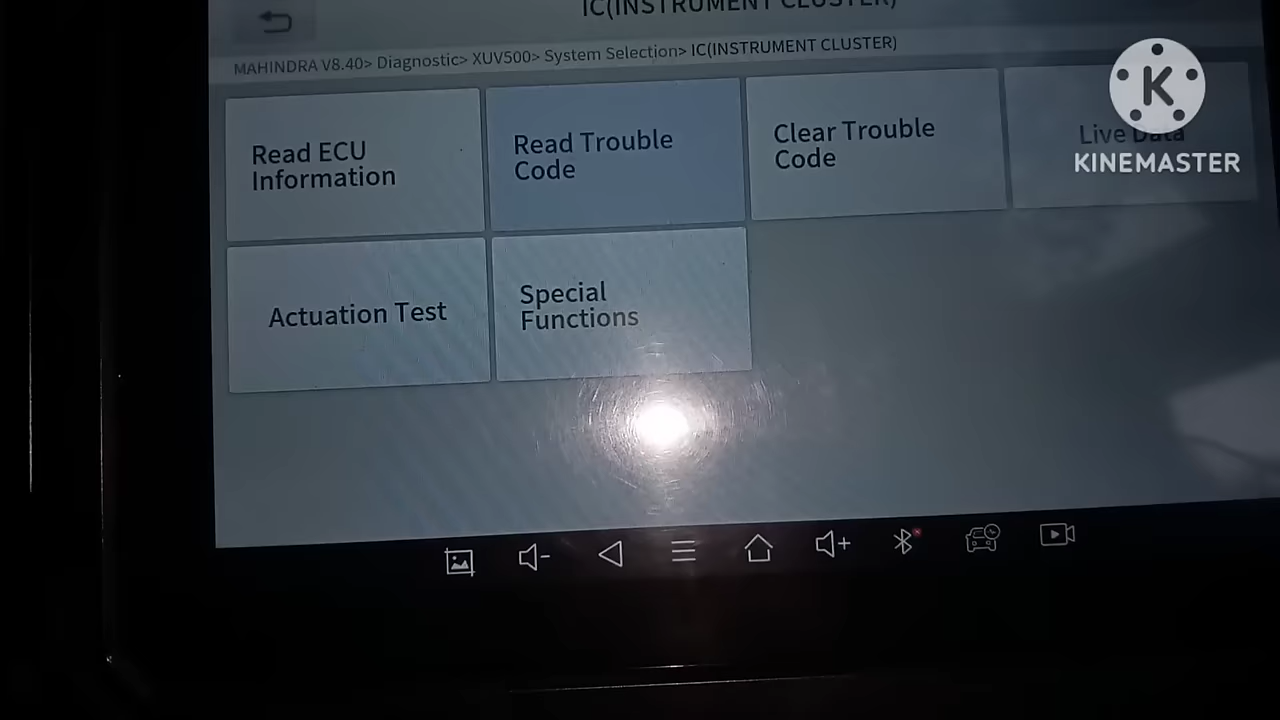 IC(INSTRUMENT CLUSTER)
MAHINDRA V8.40> Diagnostic> XUV500> System Selection> IC(INSTRUMENT CLUSTER)
Read ECU
Information
Read Trouble
Code
Clear Trouble
Code
Live Data
K
KINEMASTER
Actuation Test
Special
Functions